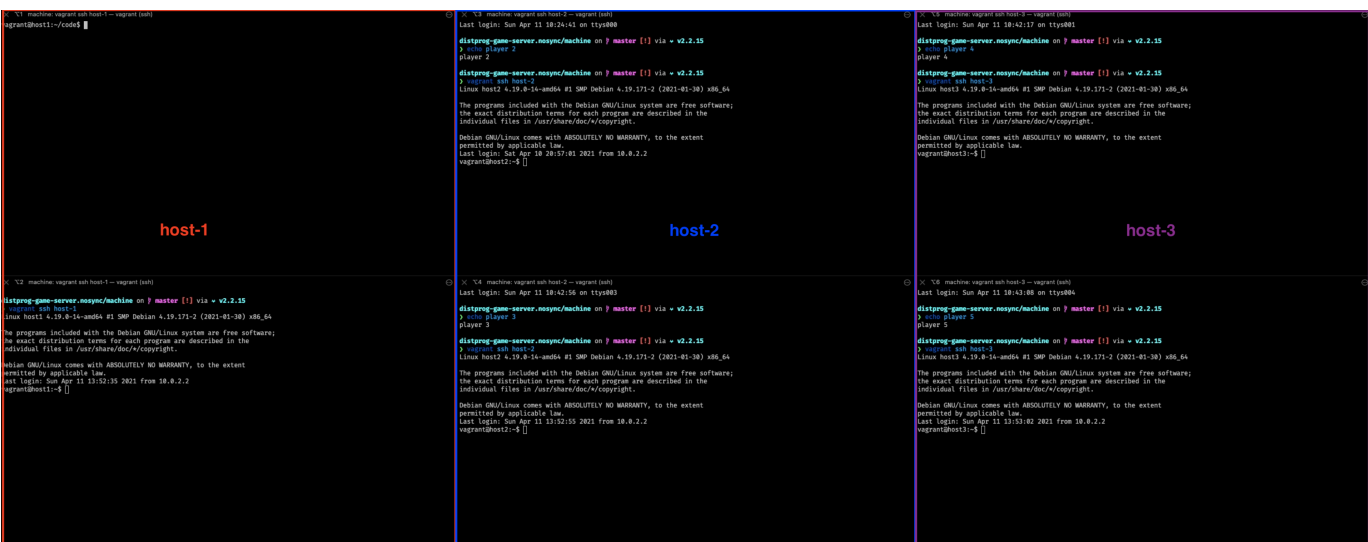 ⌥1 machine: vagrant ssh host-1 — vagrant (ssh)
vagrant@host1:~/code$
host-1
⌥2 machine: vagrant ssh host-1 — vagrant (ssh)
distprog-game-server.nosync/machine on master [!] via v2.2.15
vagrant ssh host-1
Linux host1 4.19.0-14-amd64 #1 SMP Debian 4.19.171-2 (2021-01-30) x86_64
The programs included with the Debian GNU/Linux system are free software;
the exact distribution terms for each program are described in the
individual files in /usr/share/doc/*/copyright.
Debian GNU/Linux comes with ABSOLUTELY NO WARRANTY, to the extent
permitted by applicable law.
Last login: Sun Apr 11 13:52:35 2021 from 10.0.2.2
vagrant@host1:~$
⌥3 machine: vagrant ssh host-2 — vagrant (ssh)
Last login: Sun Apr 11 10:24:41 on ttys000
distprog-game-server.nosync/machine on master [!] via v2.2.15
❯ echo player 2
player 2
distprog-game-server.nosync/machine on master [!] via v2.2.15
❯ vagrant ssh host-2
Linux host2 4.19.0-14-amd64 #1 SMP Debian 4.19.171-2 (2021-01-30) x86_64
The programs included with the Debian GNU/Linux system are free software;
the exact distribution terms for each program are described in the
individual files in /usr/share/doc/*/copyright.
Debian GNU/Linux comes with ABSOLUTELY NO WARRANTY, to the extent
permitted by applicable law.
Last login: Sat Apr 10 20:57:01 2021 from 10.0.2.2
vagrant@host2:~$
host-2
⌥4 machine: vagrant ssh host-2 — vagrant (ssh)
Last login: Sun Apr 11 10:42:56 on ttys003
distprog-game-server.nosync/machine on master [!] via v2.2.15
❯ echo player 3
player 3
distprog-game-server.nosync/machine on master [!] via v2.2.15
❯ vagrant ssh host-2
Linux host2 4.19.0-14-amd64 #1 SMP Debian 4.19.171-2 (2021-01-30) x86_64
The programs included with the Debian GNU/Linux system are free software;
the exact distribution terms for each program are described in the
individual files in /usr/share/doc/*/copyright.
Debian GNU/Linux comes with ABSOLUTELY NO WARRANTY, to the extent
permitted by applicable law.
Last login: Sun Apr 11 13:52:55 2021 from 10.0.2.2
vagrant@host2:~$
⌥5 machine: vagrant ssh host-3 — vagrant (ssh)
Last login: Sun Apr 11 10:42:17 on ttys001
distprog-game-server.nosync/machine on master [!] via v2.2.15
❯ echo player 4
player 4
distprog-game-server.nosync/machine on master [!] via v2.2.15
❯ vagrant ssh host-3
Linux host3 4.19.0-14-amd64 #1 SMP Debian 4.19.171-2 (2021-01-30) x86_64
The programs included with the Debian GNU/Linux system are free software;
the exact distribution terms for each program are described in the
individual files in /usr/share/doc/*/copyright.
Debian GNU/Linux comes with ABSOLUTELY NO WARRANTY, to the extent
permitted by applicable law.
vagrant@host3:~$
host-3
⌥6 machine: vagrant ssh host-3 — vagrant (ssh)
Last login: Sun Apr 11 10:43:08 on ttys004
distprog-game-server.nosync/machine on master [!] via v2.2.15
❯ echo player 5
player 5
distprog-game-server.nosync/machine on master [!] via v2.2.15
❯ vagrant ssh host-3
Linux host3 4.19.0-14-amd64 #1 SMP Debian 4.19.171-2 (2021-01-30) x86_64
The programs included with the Debian GNU/Linux system are free software;
the exact distribution terms for each program are described in the
individual files in /usr/share/doc/*/copyright.
Debian GNU/Linux comes with ABSOLUTELY NO WARRANTY, to the extent
permitted by applicable law.
Last login: Sun Apr 11 13:53:02 2021 from 10.0.2.2
vagrant@host3:~$